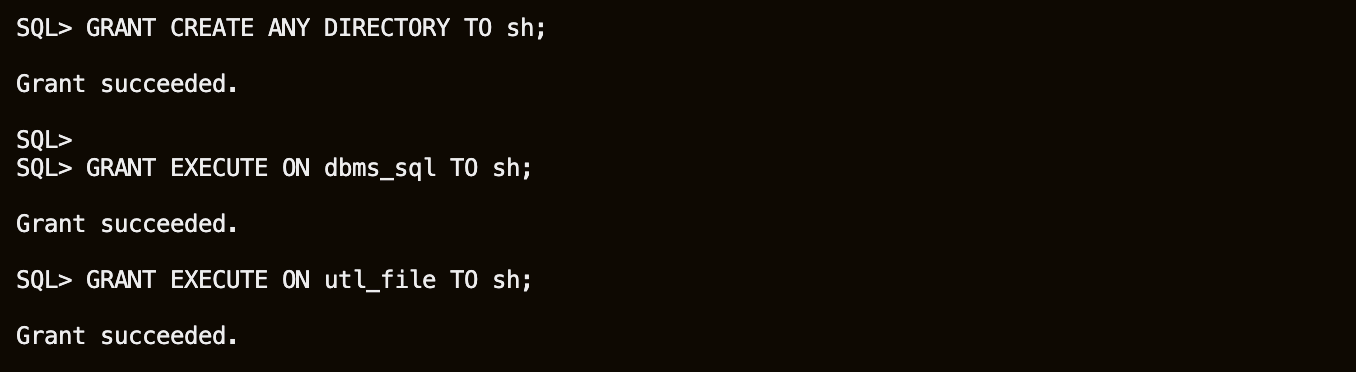 SQL> GRANT CREATE ANY DIRECTORY TO sh;
Grant succeeded.
SQL>
SQL> GRANT EXECUTE ON dbms_sql TO sh;
Grant succeeded.
SQL> GRANT EXECUTE ON utl_file TO sh;
Grant succeeded.